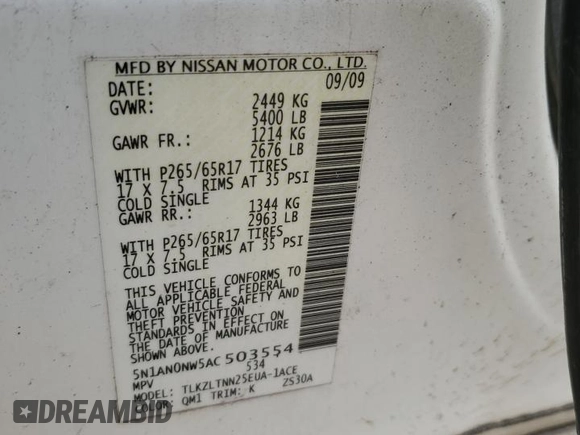 MFD BY NISSAN MOTOR CO., LTD.
DATE: 09/09
GVWR: 2449 KG
5400 LB
GAWR FR.: 1214 KG
2676 LB
WITH P265/65R17 TIRES
17 X 7.5 RIMS AT 35 PSI
COLD SINGLE
GAWR RR.: 1344 KG
2963 LB
WITH P265/65R17 TIRES
17 X 7.5 RIMS AT 35 PSI
COLD SINGLE
THIS VEHICLE CONFORMS TO
ALL APPLICABLE FEDERAL
MOTOR VEHICLE SAFETY AND
THEFT PREVENTION
STANDARDS IN EFFECT ON
THE DATE OF MANUFACTURE
5N1AN0NW5AC503554
MPV 534
MODEL: TLKZLTNN25EUA-1ACE
COLOR: QM1 TRIM: K ZS30A
DEALERHISTORY.PRO